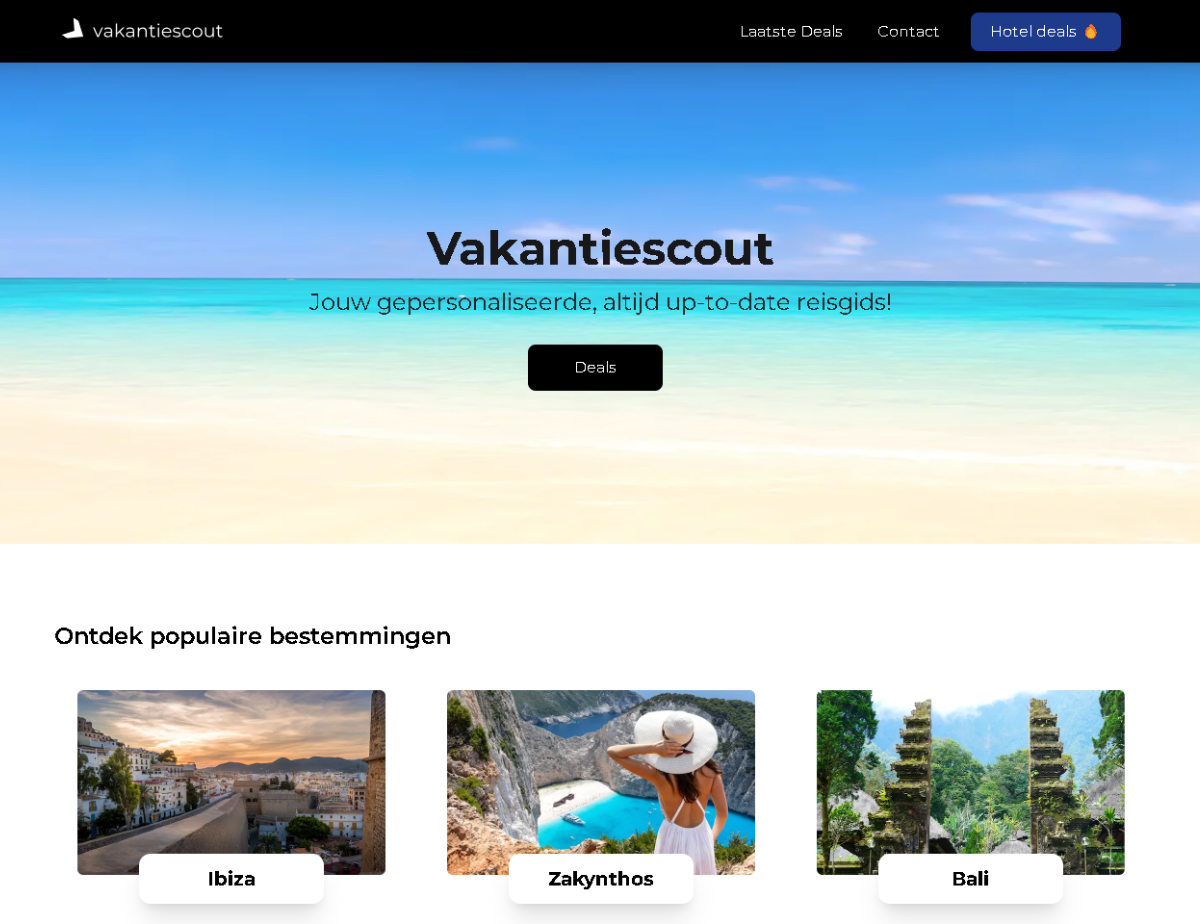 vakantiescout
Laatste Deals
Contact
Hotel deals 🔥
Vakantiescout
Jouw gepersonaliseerde, altijd up-to-date reisgids!
Deals
Ontdek populaire bestemmingen
Ibiza
Zakynthos
Bali